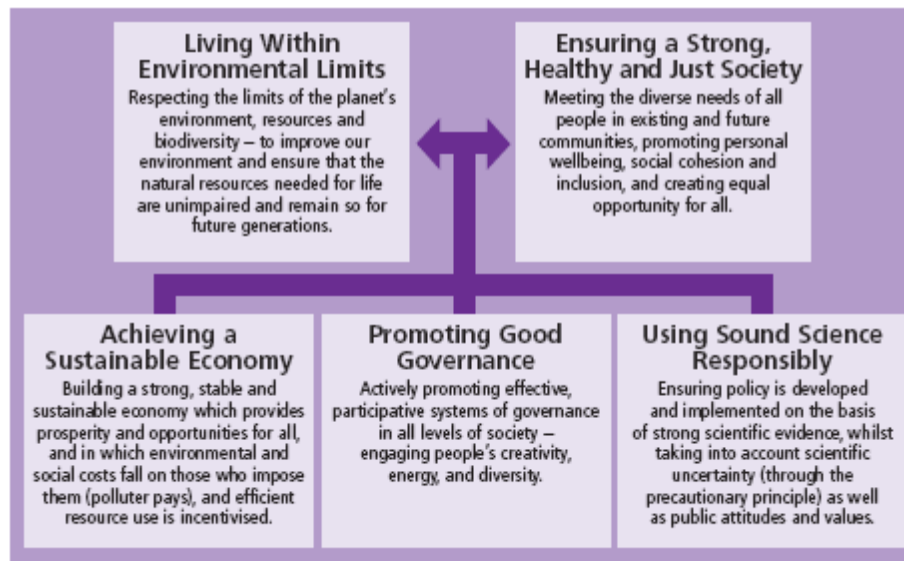 Living Within
Environmental Limits
Respecting the limits of the planet's
environment, resources and
biodiversity – to improve our
environment and ensure that the
natural resources needed for life
are unimpaired and remain so for
future generations.
Ensuring a Strong,
Healthy and Just Society
Meeting the diverse needs of all
people in existing and future
communities, promoting personal
wellbeing, social cohesion and
inclusion, and creating equal
opportunity for all.
Achieving a
Sustainable Economy
Building a strong, stable and
sustainable economy which provides
prosperity and opportunities for all,
and in which environmental and
social costs fall on those who impose
them (polluter pays), and efficient
resource use is incentivised.
Promoting Good
Governance
Actively promoting effective,
participative systems of governance
in all levels of society –
engaging people's creativity,
energy, and diversity.
Using Sound Science
Responsibly
Ensuring policy is developed
and implemented on the basis
of strong scientific evidence, whilst
taking into account scientific
uncertainty (through the
precautionary principle) as well
as public attitudes and values.